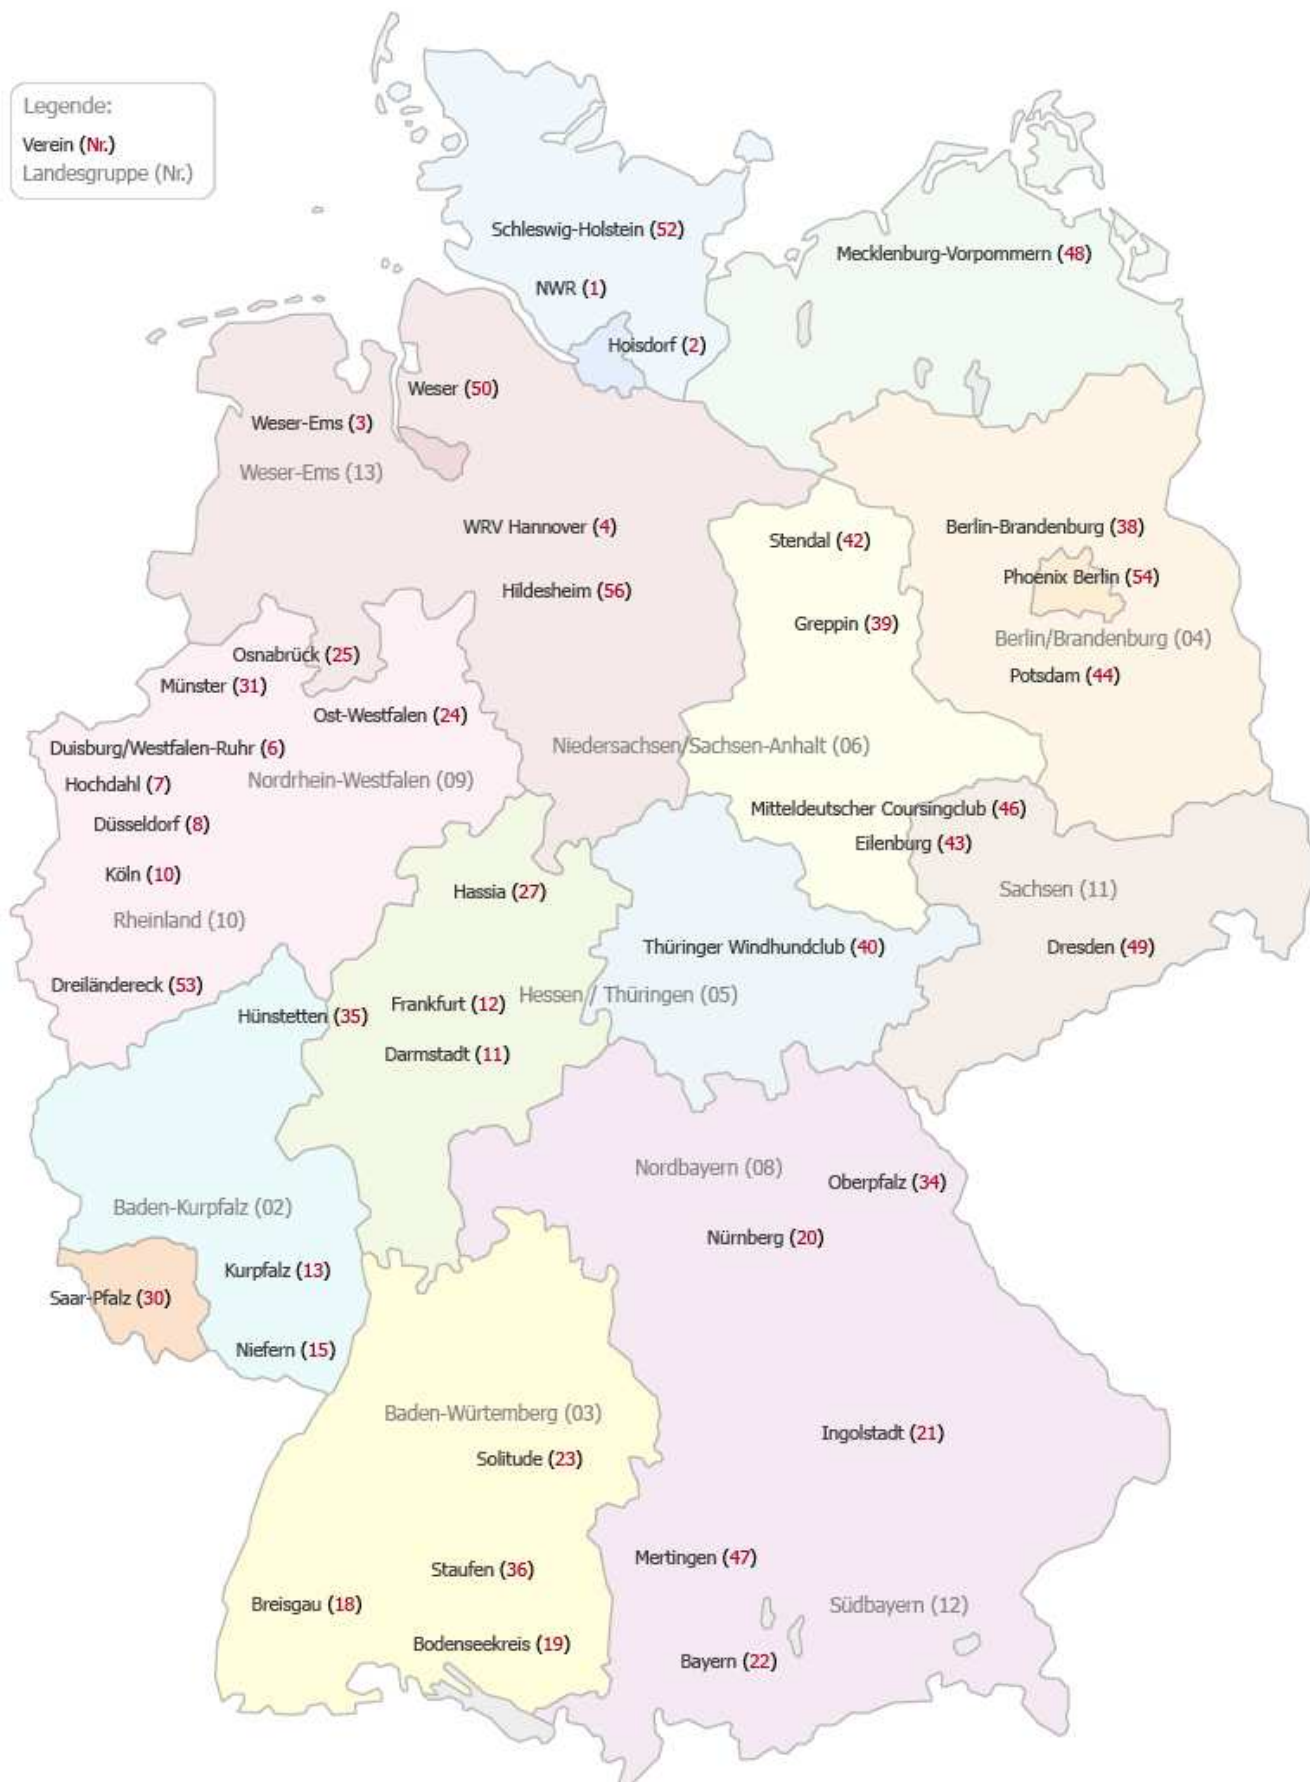 Legende:
Verein (Nr.)
Landesgruppe (Nr.)
Schleswig-Holstein (52)
Mecklenburg-Vorpommern (48)
NWR (1)
Hoisdorf (2)
Weser (50)
Weser-Ems (3)
Weser-Ems (13)
WRV Hannover (4)
Stendal (42)
Berlin-Brandenburg (38)
Phoenix Berlin (54)
Hildesheim (56)
Greppin (39)
Berlin/Brandenburg (04)
Osnabrück (25)
Potsdam (44)
Münster (31)
Ost-Westfalen (24)
Duisburg/Westfalen-Ruhr (6)
Niedersachsen/Sachsen-Anhalt (06)
Hochdahl (7)
Nordrhein-Westfalen (09)
Mitteldeutscher Coursingclub (46)
Düsseldorf (8)
Eilenburg (43)
Köln (10)
Hassia (27)
Sachsen (11)
Rheinland (10)
Thüringer Windhundclub (40)
Dresden (49)
Dreiländereck (53)
Hessen / Thüringen (05)
Frankfurt (12)
Hünstetten (35)
Darmstadt (11)
Nordbayern (08)
Oberpfalz (34)
Baden-Kurpfalz (02)
Nürnberg (20)
Kurpfalz (13)
Saar-Pfalz (30)
Niefern (15)
Baden-Würtemberg (03)
Ingolstadt (21)
Solitude (23)
Mertingen (47)
Staufen (36)
Breisgau (18)
Südbayern (12)
Bodenseekreis (19)
Bayern (22)